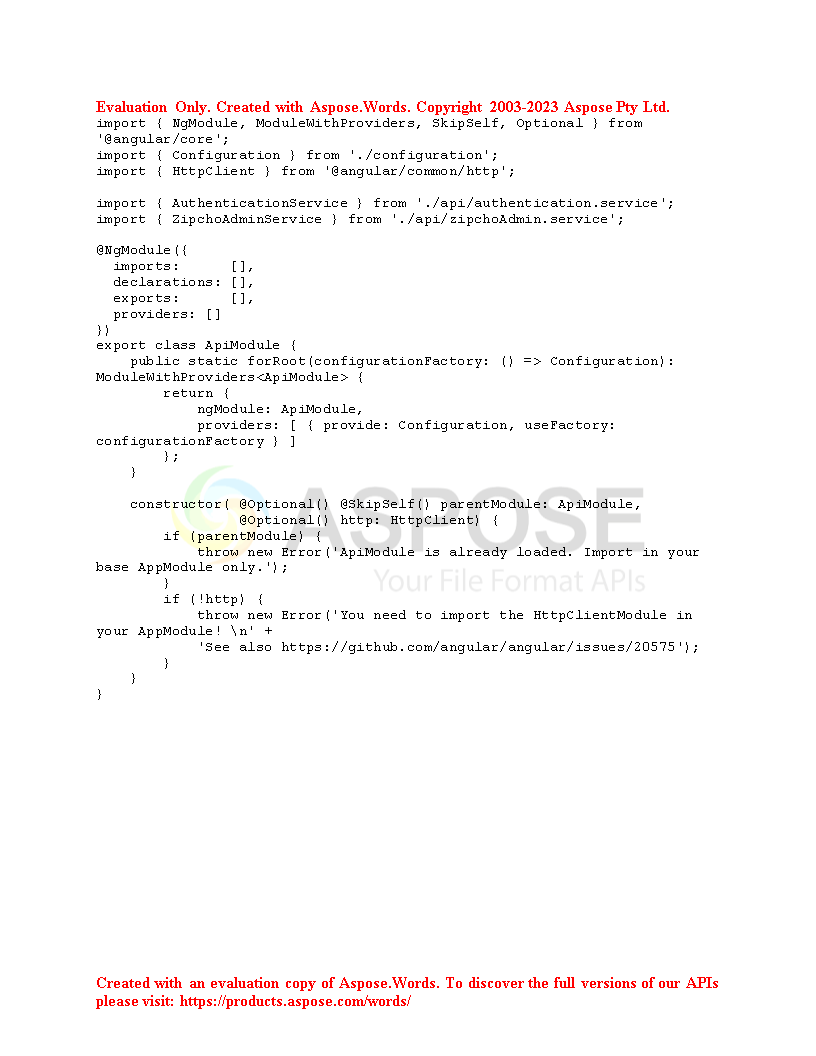 Evaluation Only. Created with Aspose.Words. Copyright 2003-2023 Aspose Pty Ltd.
import { NgModule, ModuleWithProviders, SkipSelf, Optional } from
'@angular/core';
import { Configuration } from './configuration';
import { HttpClient } from '@angular/common/http';

import { AuthenticationService } from './api/authentication.service';
import { ZipchoAdminService } from './api/zipchoAdmin.service';

@NgModule({
  imports:      [],
  declarations: [],
  exports:      [],
  providers: []
})
export class ApiModule {
    public static forRoot(configurationFactory: () => Configuration):
ModuleWithProviders<ApiModule> {
        return {
            ngModule: ApiModule,
            providers: [ { provide: Configuration, useFactory:
configurationFactory } ]
        };
    }

    constructor( @Optional() @SkipSelf() parentModule: ApiModule,
                 @Optional() http: HttpClient) {
        if (parentModule) {
            throw new Error('ApiModule is already loaded. Import in your
base AppModule only.');
        }
        if (!http) {
            throw new Error('You need to import the HttpClientModule in
your AppModule! \n' +
            'See also https://github.com/angular/angular/issues/20575');
        }
    }
}
ASPOSE
Your File Format APIs
Created with an evaluation copy of Aspose.Words. To discover the full versions of our APIs
please visit: https://products.aspose.com/words/